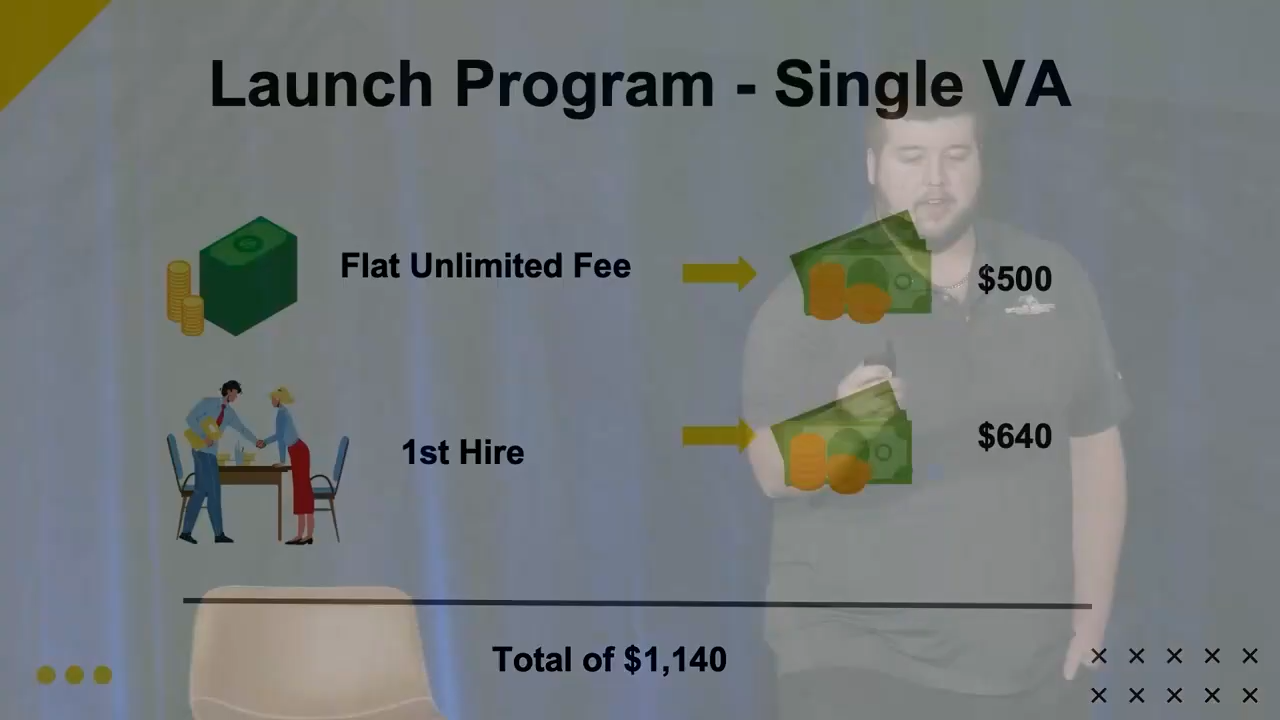 Launch Program - Single VA
Flat Unlimited Fee
$500
1st Hire
$640
Total of $1,140